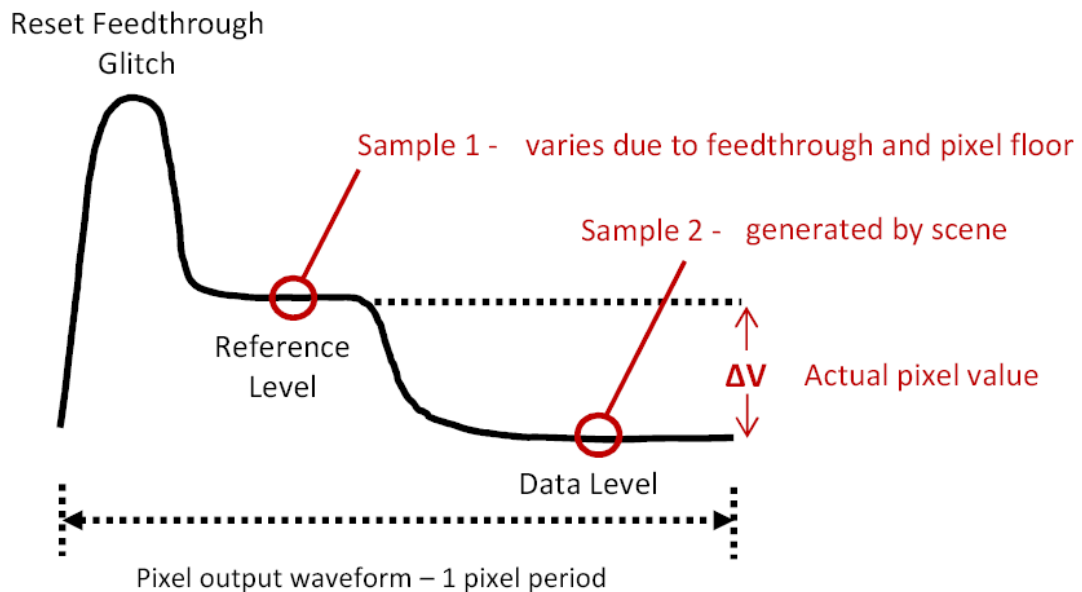 Reset Feedthrough
Glitch
Sample 1 - varies due to feedthrough and pixel floor
Sample 2 - generated by scene
Reference
Level
ΔV Actual pixel value
Data Level
Pixel output waveform – 1 pixel period